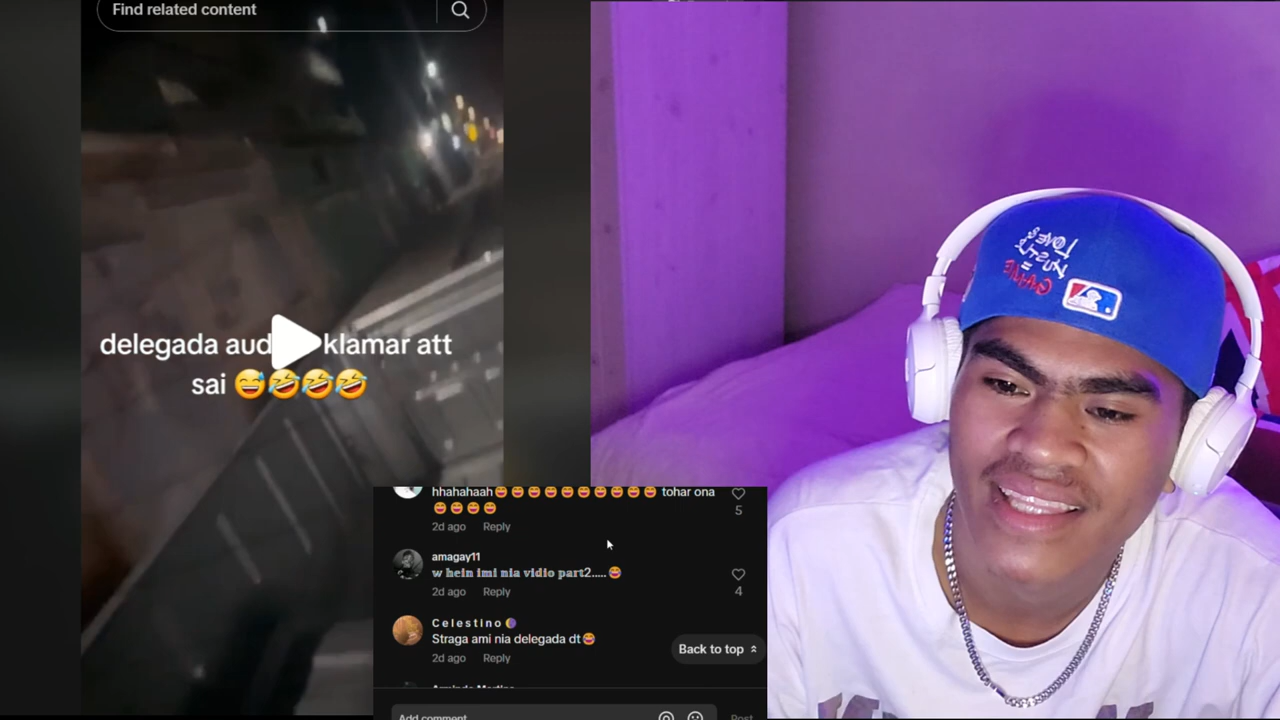 Find related content
delegada aud klamar att
sai 😅🤣🤣🤣
hhahahaah😆😆😆😆😆😆😆😆😆😆 tohar ona
😆😆😆😆
5
2d ago Reply
amagay11
𝕨 𝕙𝕖𝕚𝕟 𝕚𝕞𝕚 𝕟𝕚𝕒 𝕧𝕚𝕕𝕚𝕠 𝕡𝕒𝕣𝕥2.....😆
4
2d ago Reply
C e l e s t i n o
Straga ami nia delegada dt😆
Back to top
2d ago Reply
Add comment
Post